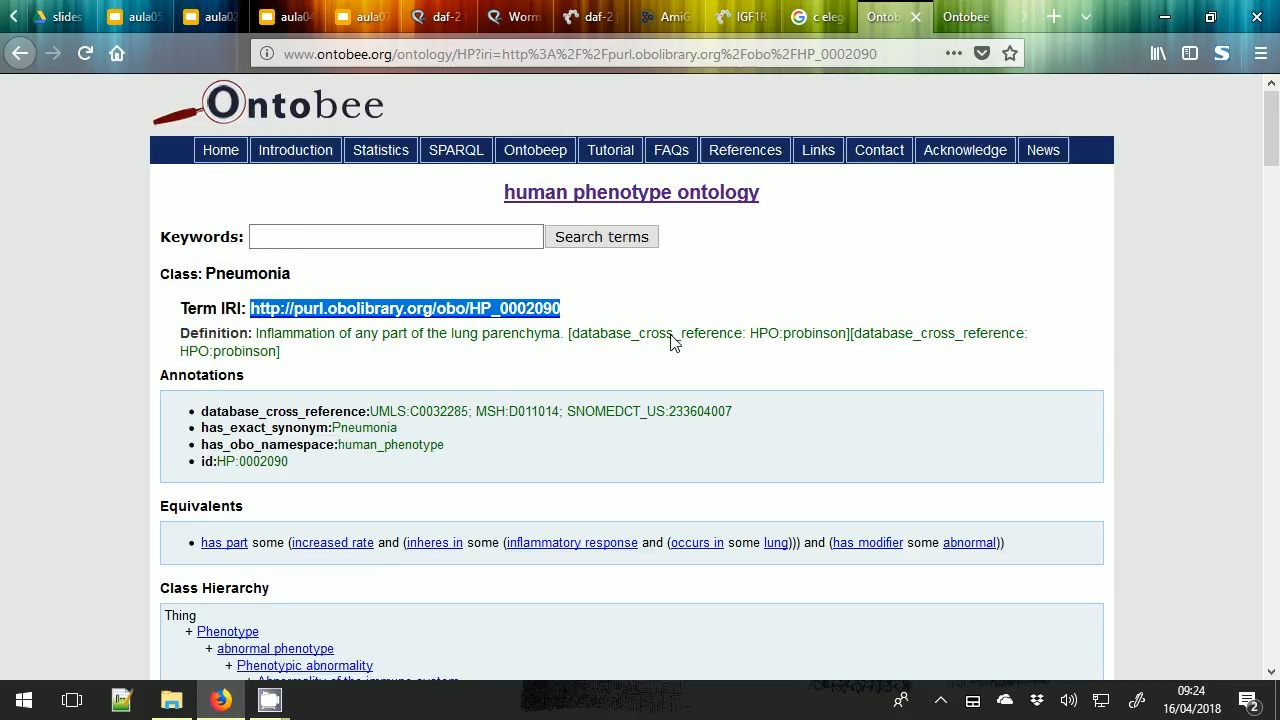 slides
aula05
aula02
aula04
aula07
daf-2
Worm
daf-2
AmiG
IGF1R
c eleg
Ontob
Ontobee
www.ontobee.org/ontology/HP?iri=http%3A%2F%2Fpurl.obolibrary.org%2Fobo%2FHP_0002090
Ontobee
Home
Introduction
Statistics
SPARQL
Ontobeep
Tutorial
FAQs
References
Links
Contact
Acknowledge
News
human phenotype ontology
Keywords:
Search terms
Class: Pneumonia
Term IRI: http://purl.obolibrary.org/obo/HP_0002090
Definition: Inflammation of any part of the lung parenchyma. [database_cross_reference: HPO:probinson][database_cross_reference:
HPO:probinson]
Annotations
database_cross_reference:UMLS:C0032285; MSH:D011014; SNOMEDCT_US:233604007
has_exact_synonym:Pneumonia
has_obo_namespace:human_phenotype
id:HP:0002090
Equivalents
has part some (increased rate and (inheres in some (inflammatory response and (occurs in some lung))) and (has modifier some abnormal))
Class Hierarchy
Thing
+ Phenotype
+ abnormal phenotype
+ Phenotypic abnormality
+ Abnormality of the immune system
09:24
16/04/2018
2